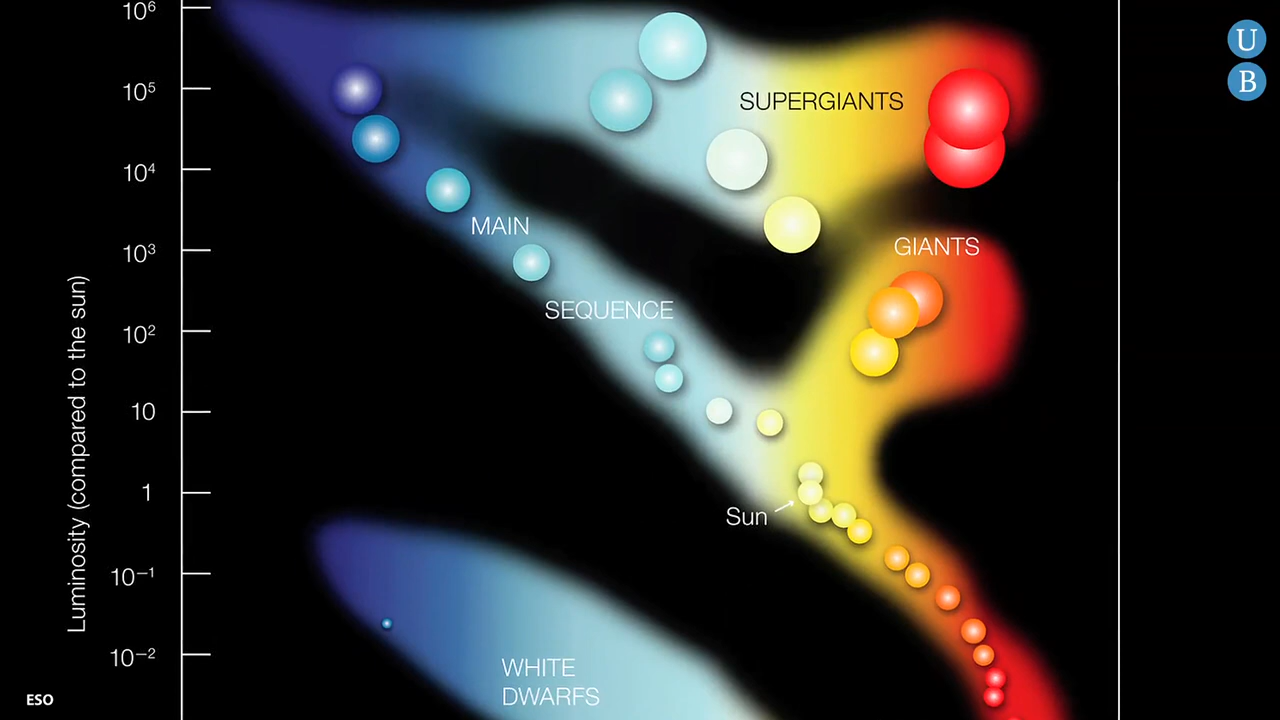 10⁶
10⁵
10⁴
10³
10²
10
1
10⁻¹
10⁻²
Luminosity (compared to the sun)
SUPERGIANTS
GIANTS
MAIN
SEQUENCE
Sun
WHITE
DWARFS
ESO
U
B